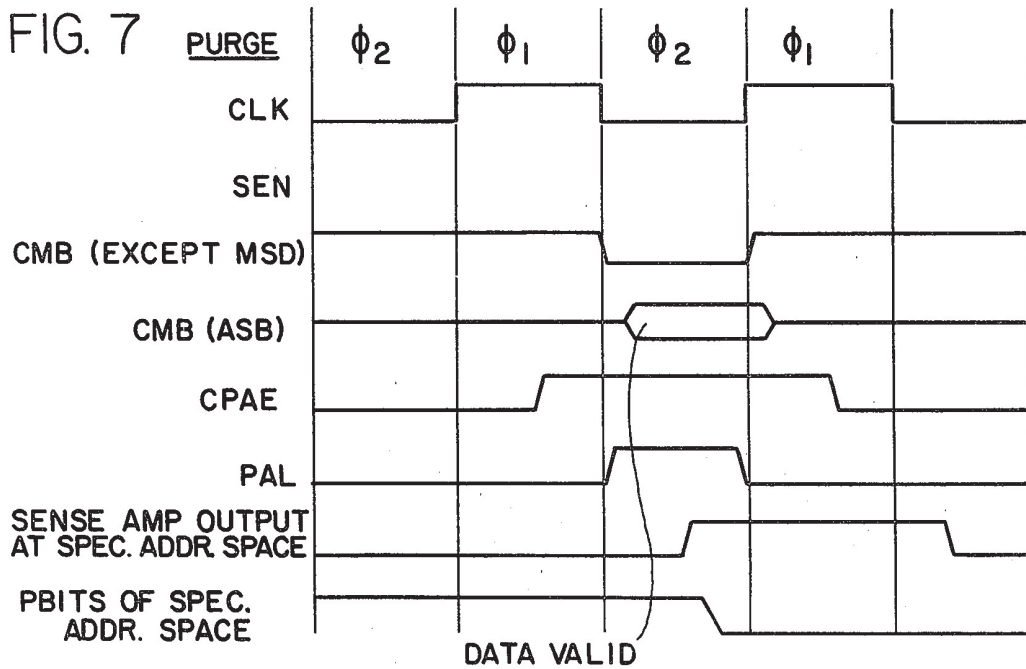 FIG. 7 PURGE ϕ2 ϕ1 ϕ2 ϕ1
CLK
SEN
CMB (EXCEPT MSD)
CMB (ASB)
CPAE
PAL
SENSE AMP OUTPUT
AT SPEC. ADDR. SPACE
PBITS OF SPEC.
ADDR. SPACE
DATA VALID